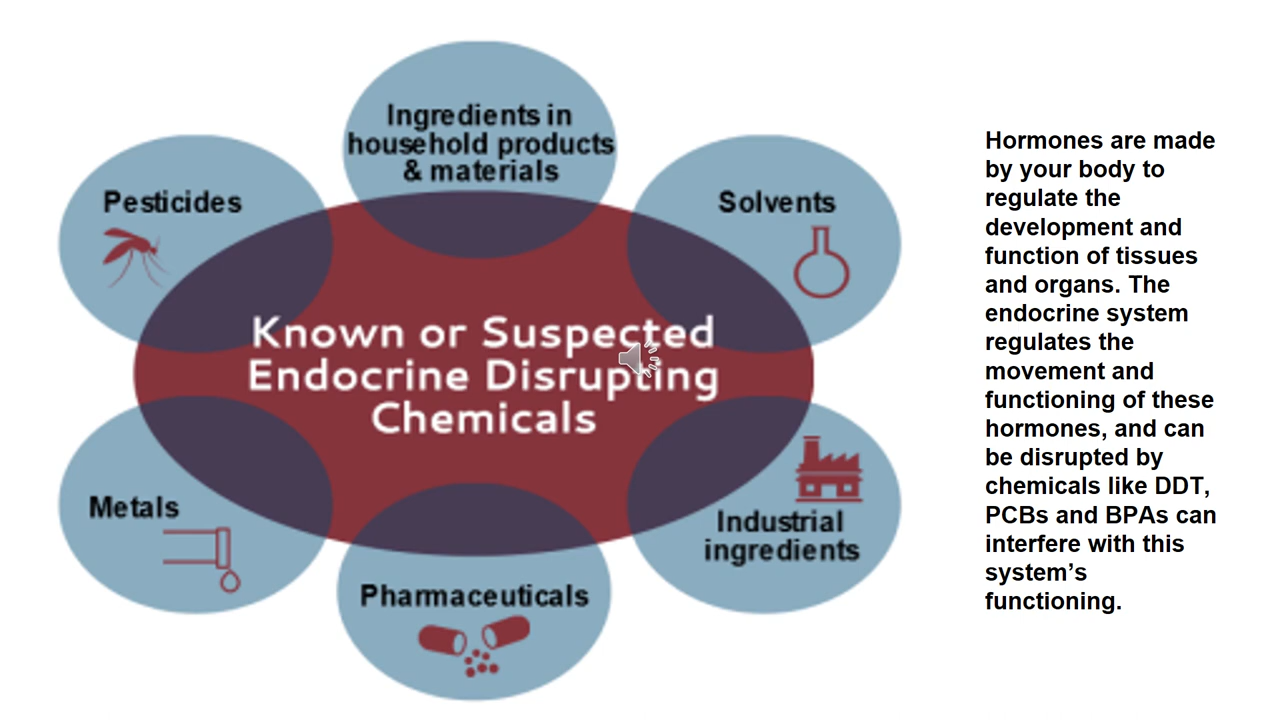 Ingredients in
household products
& materials
Pesticides
Solvents
Known or Suspected
Endocrine Disrupting
Chemicals
Metals
Industrial
ingredients
Pharmaceuticals
Hormones are made
by your body to
regulate the
development and
function of tissues
and organs. The
endocrine system
regulates the
movement and
functioning of these
hormones, and can
be disrupted by
chemicals like DDT,
PCBs and BPAs can
interfere with this
system’s
functioning.